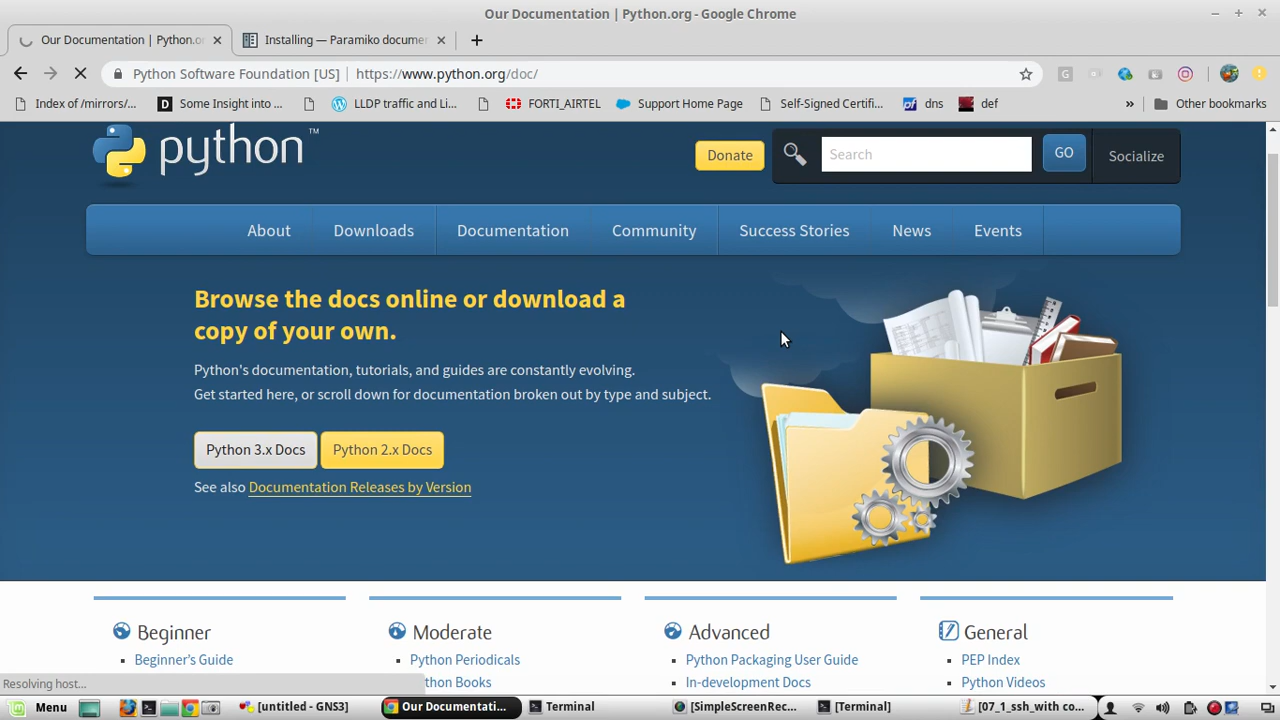 Our Documentation | Python.org - Google Chrome
Our Documentation | Python.or
Installing — Paramiko documen
Python Software Foundation [US]
https://www.python.org/doc/
Index of /mirrors/...
Some Insight into ...
LLDP traffic and Li...
FORTI_AIRTEL
Support Home Page
Self-Signed Certifi...
dns
def
»
Other bookmarks
python™
Donate
Search
GO
Socialize
About
Downloads
Documentation
Community
Success Stories
News
Events
Browse the docs online or download a
copy of your own.
Python's documentation, tutorials, and guides are constantly evolving.
Get started here, or scroll down for documentation broken out by type and subject.
Python 3.x Docs
Python 2.x Docs
See also Documentation Releases by Version
Beginner
Moderate
Advanced
General
Beginner's Guide
Python Periodicals
Python Packaging User Guide
PEP Index
thon Books
In-development Docs
Python Videos
Resolving host...
Menu
[untitled - GNS3]
Our Documentati...
Terminal
[SimpleScreenRec...
[Terminal]
[07_1_ssh_with_co...